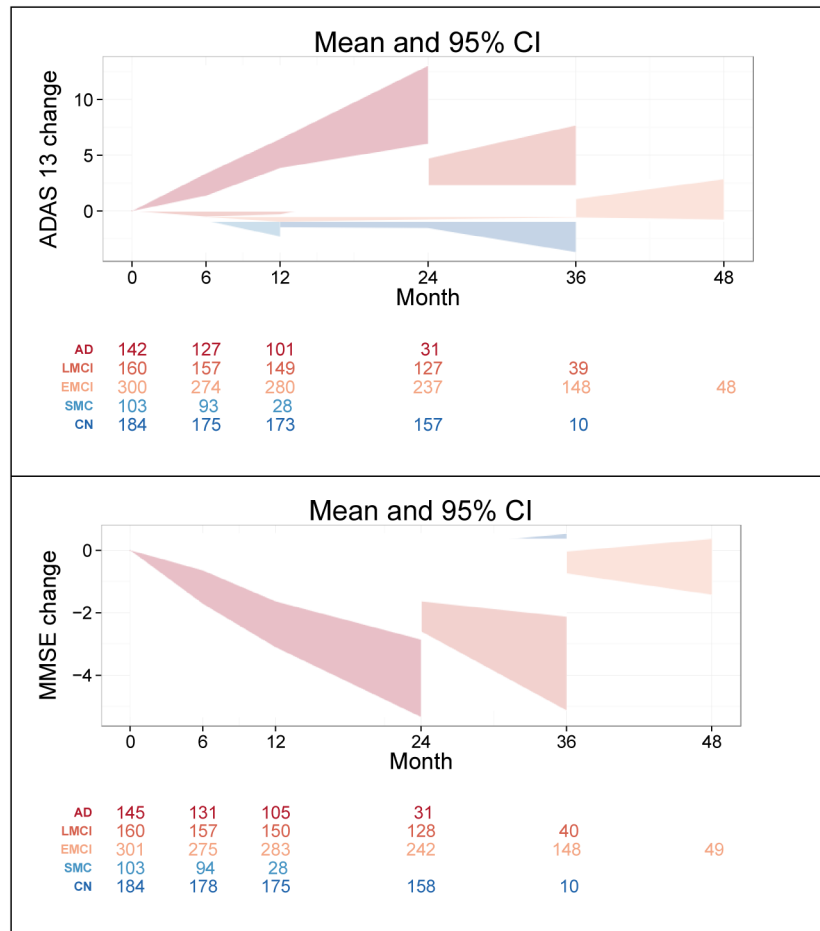 Mean and 95% CI
ADAS 13 change
10
5
0
0 6 12 24 36 48
Month
AD 142 127 101 31
LMCI 160 157 149 127 39
EMCI 300 274 280 237 148 48
SMC 103 93 28
CN 184 175 173 157 10
Mean and 95% CI
MMSE change
0
−2
−4
0 6 12 24 36 48
Month
AD 145 131 105 31
LMCI 160 157 150 128 40
EMCI 301 275 283 242 148 49
SMC 103 94 28
CN 184 178 175 158 10